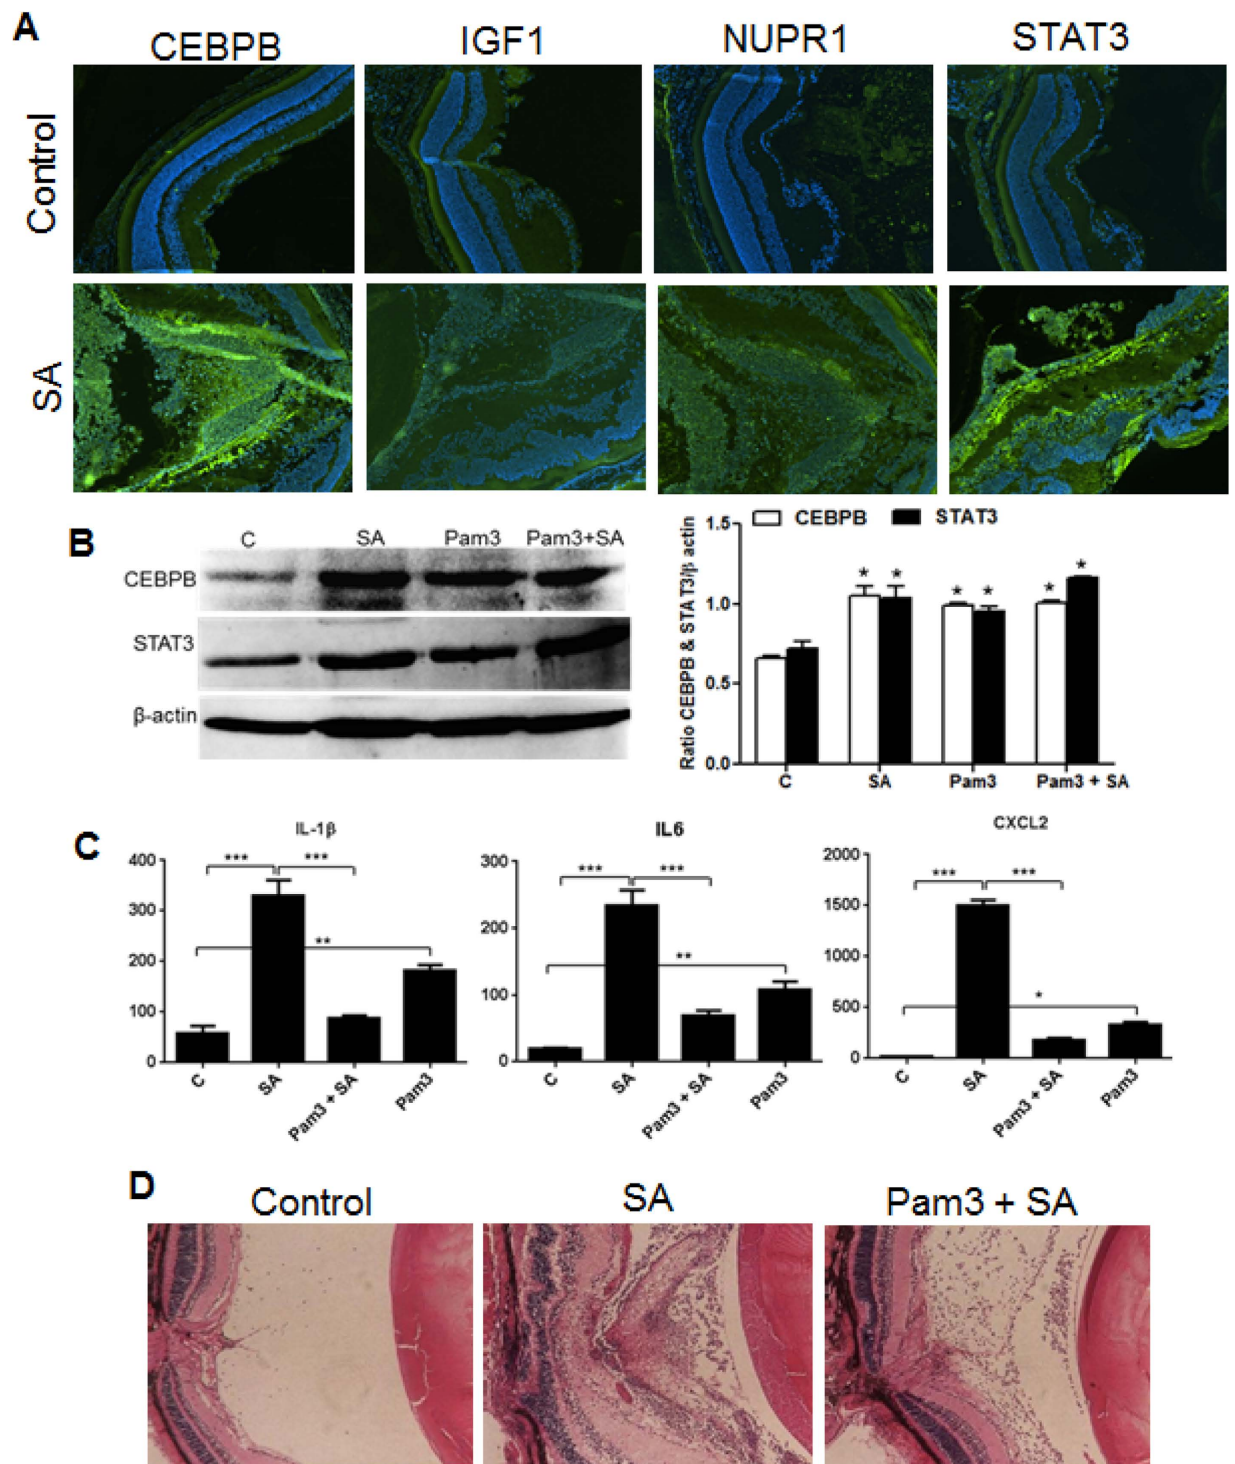 A
CEBPB IGF1 NUPR1 STAT3
Control
SA
B
C SA Pam3 Pam3+SA
CEBPB
STAT3
β-actin
CEBPB STAT3
Ratio CEBPB & STAT3/β actin
1.5
1.0
0.5
0.0
* * * * * *
C SA Pam3 Pam3 + SA
C
IL-1β
400
300
200
100
0
*** ***
**
C SA Pam3 + SA Pam3
IL6
300
200
100
0
*** ***
**
C SA Pam3 + SA Pam3
CXCL2
2000
1500
1000
500
0
*** ***
*
C SA Pam3 + SA Pam3
D
Control SA Pam3 + SA